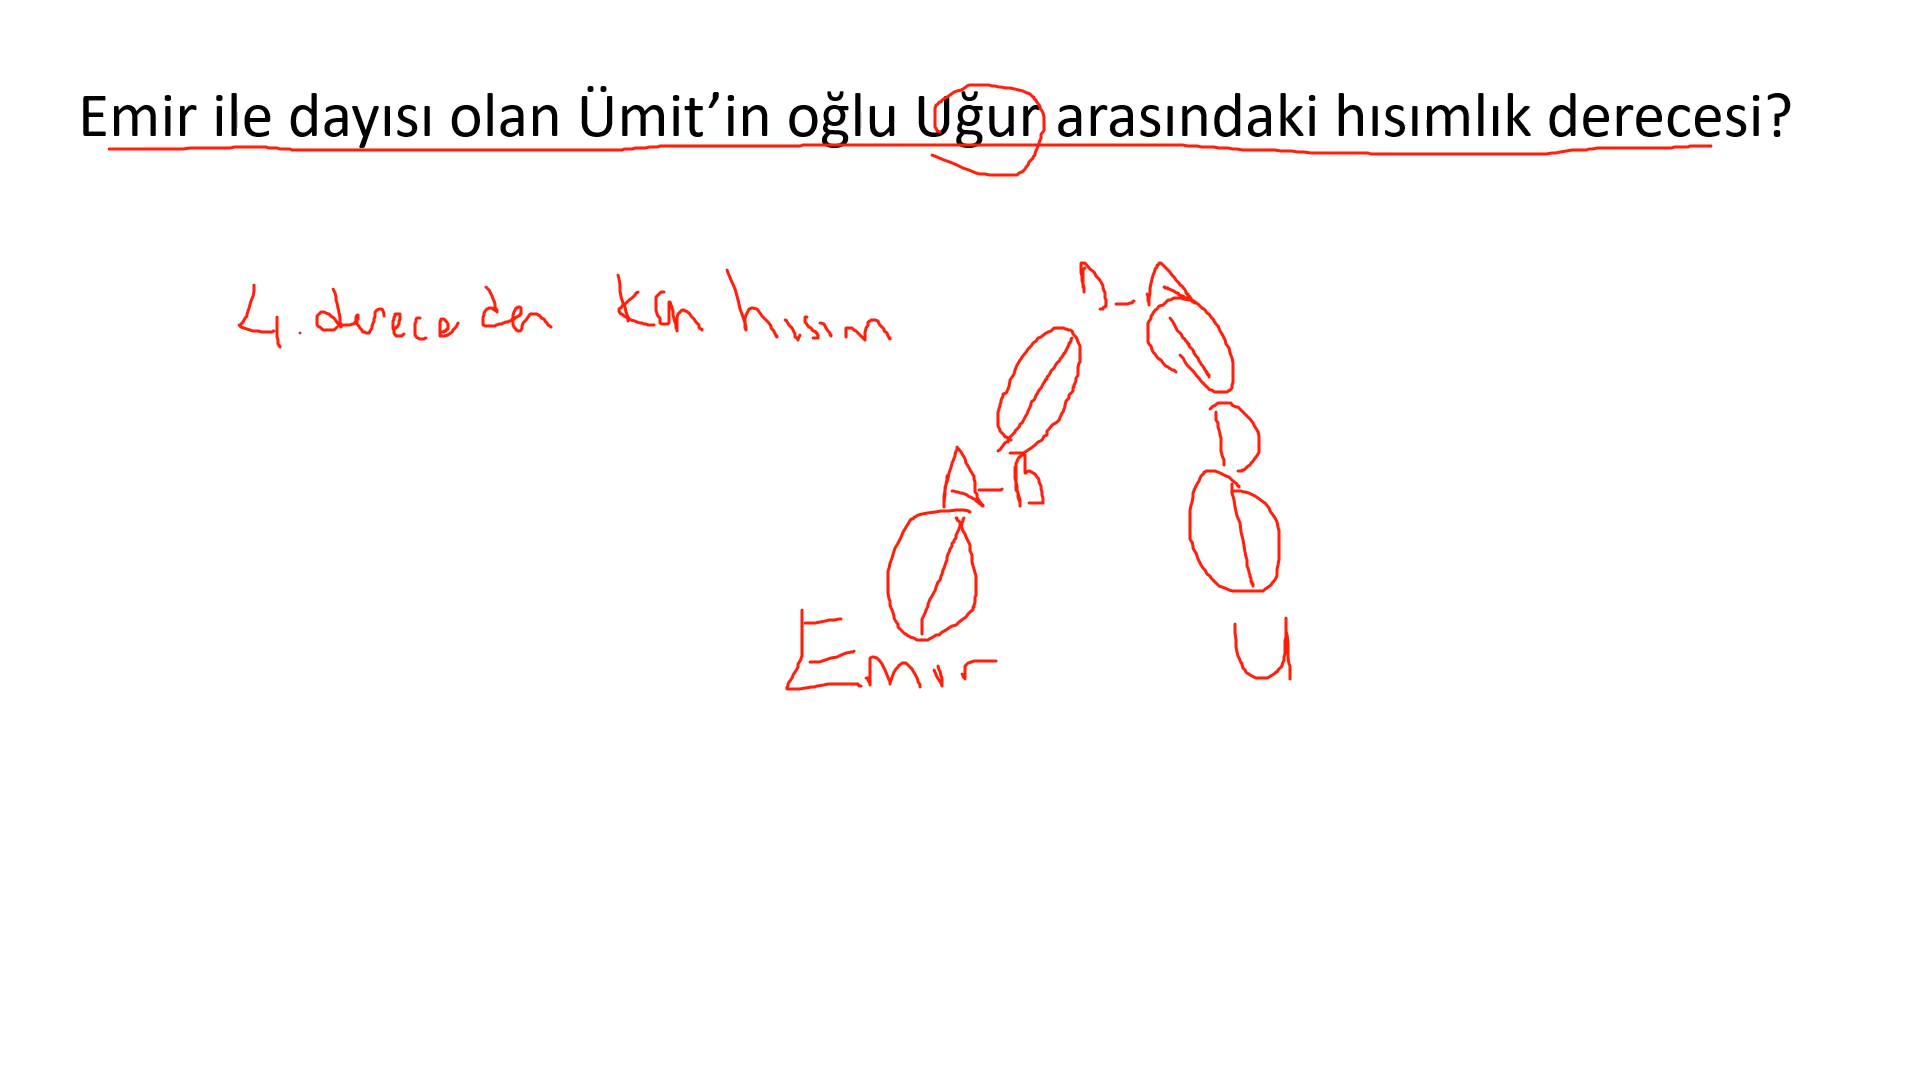 Emir ile dayısı olan Ümit’in oğlu Uğur arasındaki hısımlık derecesi?
4. dereceden kan hısım
A-B
D
Emir
U